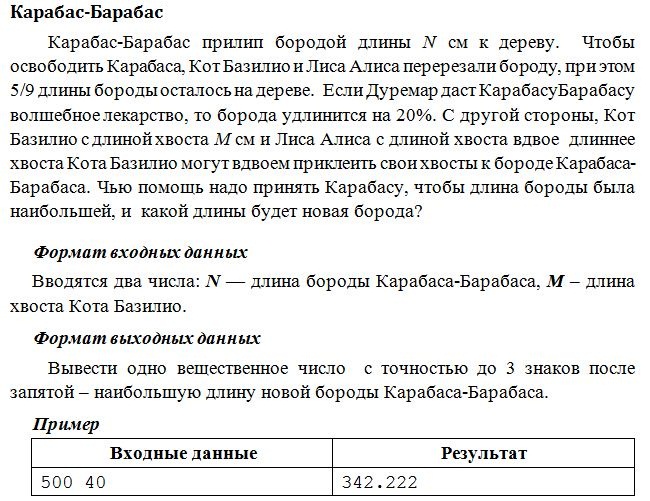 Карабас-Барабас
Карабас-Барабас прилип бородой длины N см к дереву. Чтобы
освободить Карабаса, Кот Базилио и Лиса Алиса перерезали бороду, при этом
5/9 длины бороды осталось на дереве. Если Дуремар даст КарабасуБарабасу
волшебное лекарство, то борода удлинится на 20%. С другой стороны, Кот
Базилио с длиной хвоста M см и Лиса Алиса с длиной хвоста вдвое длиннее
хвоста Кота Базилио могут вдвоем приклеить свои хвосты к бороде Карабаса-
Барабаса. Чью помощь надо принять Карабасу, чтобы длина бороды была
наибольшей, и какой длины будет новая борода?
Формат входных данных
Вводятся два числа: N — длина бороды Карабаса-Барабаса, M – длина
хвоста Кота Базилио.
Формат выходных данных
Вывести одно вещественное число с точностью до 3 знаков после
запятой – наибольшую длину новой бороды Карабаса-Барабаса.
Пример
Входные данные Результат
500 40 342.222